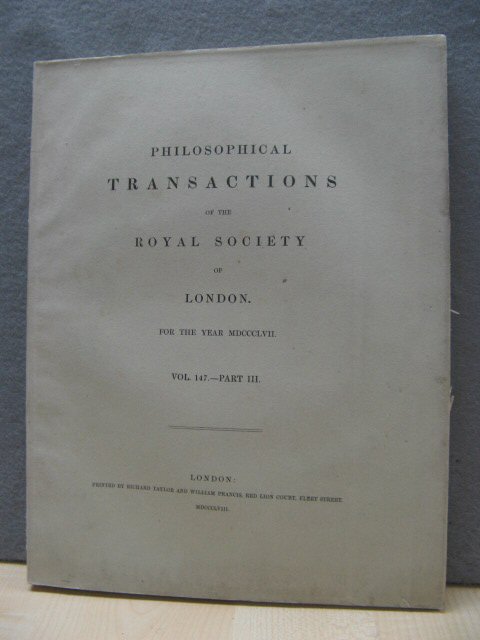 PHILOSOPHICAL
TRANSACTIONS
OF THE
ROYAL SOCIETY
OF
LONDON.
FOR THE YEAR MDCCCLVII.
VOL. 147.—PART III.
LONDON:
PRINTED BY RICHARD TAYLOR AND WILLIAM FRANCIS, RED LION COURT, FLEET STREET.
MDCCCLVIII.